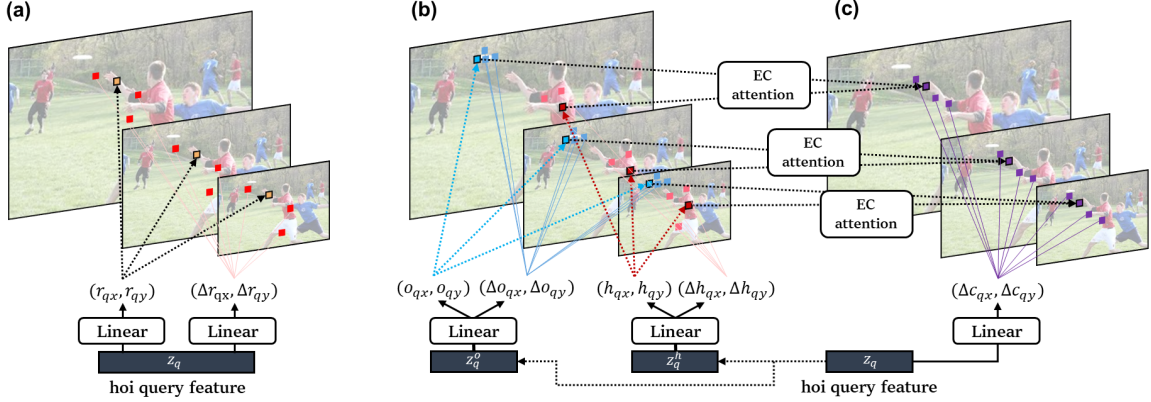 (a)
(b)
(c)
EC
attention
EC
attention
EC
attention
(r_{qx}, r_{qy})
(Δr_{qx}, Δr_{qy})
(o_{qx}, o_{qy})
(Δo_{qx}, Δo_{qy})
(h_{qx}, h_{qy})
(Δh_{qx}, Δh_{qy})
(Δc_{qx}, Δc_{qy})
Linear
Linear
Linear
Linear
Linear
z_q
z_q^o
z_q^h
z_q
hoi query feature
hoi query feature